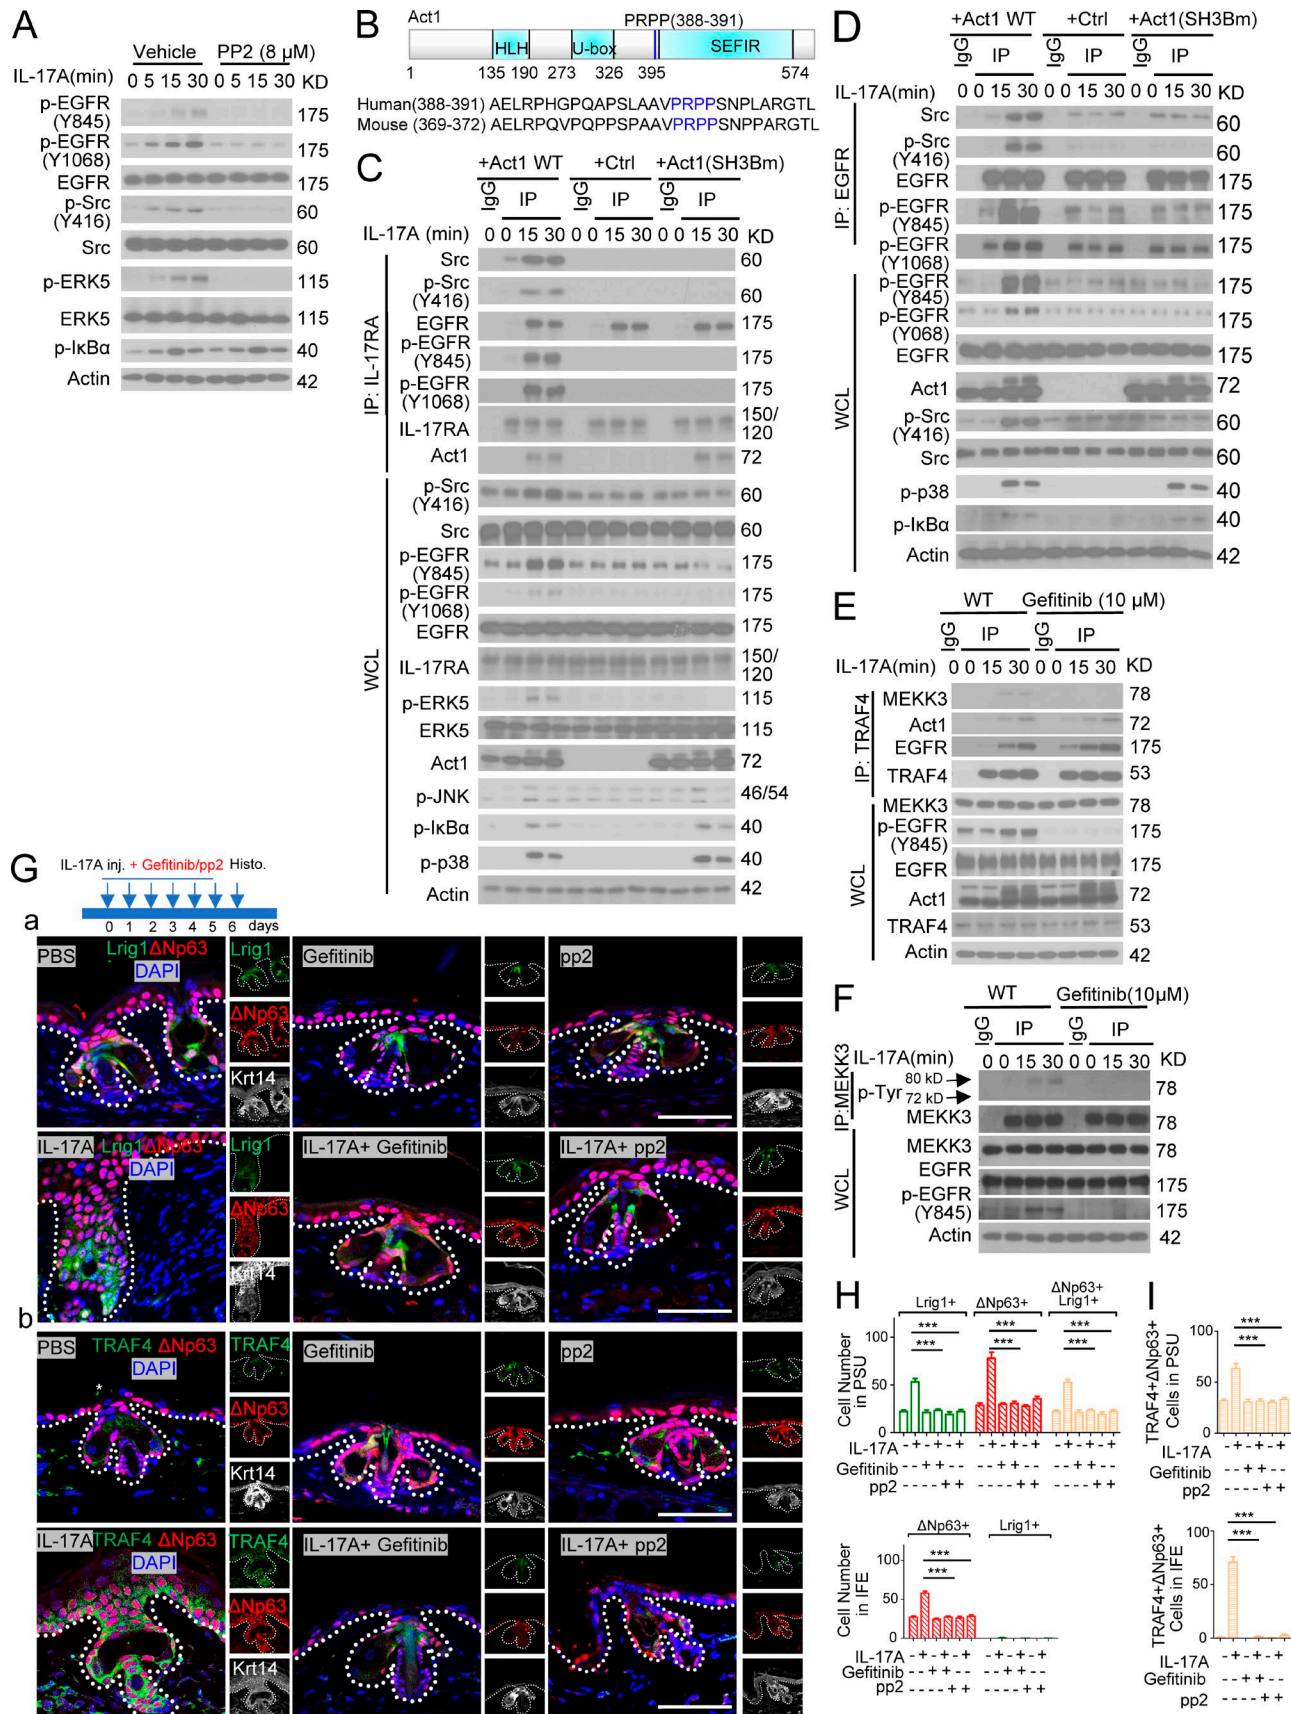 A
Vehicle PP2 (8 µM)
IL-17A(min) 0 5 15 30 0 5 15 30 KD
p-EGFR
(Y845) 175
p-EGFR
(Y1068) 175
EGFR 175
p-Src
(Y416) 60
Src 60
p-ERK5 115
ERK5 115
p-IκBα 40
Actin 42
B
Act1 PRPP(388-391)
HLH U-box SEFIR
1 135 190 273 326 395 574
Human(388-391) AELRPHGPQAPSLAAVPRPPSNPLARGTL
Mouse (369-372) AELRPQVPQPPSPAAVPRPPSNPPARGTL
C
+Act1 WT +Ctrl +Act1(SH3Bm)
IgG IP IgG IP IgG IP
IL-17A (min) 0 0 15 30 0 0 15 30 0 0 15 30 KD
IP: IL-17RA
Src 60
p-Src
(Y416) 60
EGFR 175
p-EGFR
(Y845) 175
p-EGFR
(Y1068) 175
IL-17RA 150/
120
Act1 72
WCL
p-Src
(Y416) 60
Src 60
p-EGFR
(Y845) 175
p-EGFR
(Y1068) 175
EGFR 175
IL-17RA 150/
120
p-ERK5 115
ERK5 115
Act1 72
p-JNK 46/54
p-IκBα 40
p-p38 40
Actin 42
D
+Act1 WT +Ctrl +Act1(SH3Bm)
IgG IP IgG IP IgG IP
IL-17A(min) 0 0 15 30 0 0 15 30 0 0 15 30 KD
IP: EGFR
Src 60
p-Src
(Y416) 60
EGFR 175
p-EGFR
(Y845) 175
p-EGFR
(Y1068) 175
WCL
p-EGFR
(Y845) 175
p-EGFR
(Y068) 175
EGFR 175
Act1 72
p-Src
(Y416) 60
Src 60
p-p38 40
p-IκBα 40
Actin 42
E
WT Gefitinib (10 µM)
IgG IP IgG IP
IL-17A(min) 0 0 15 30 0 0 15 30 KD
IP: TRAF4
MEKK3 78
Act1 72
EGFR 175
TRAF4 53
WCL
MEKK3 78
p-EGFR
(Y845) 175
EGFR 175
Act1 72
TRAF4 53
Actin 42
F
WT Gefitinib(10µM)
IgG IP IgG IP
IL-17A(min) 0 0 15 30 0 0 15 30 KD
IP:MEKK3
80 kD
p-Tyr 78
72 kD
MEKK3 78
WCL
MEKK3 78
EGFR 175
p-EGFR
(Y845) 175
Actin 42
G
IL-17A inj. + Gefitinib/pp2 Histo.
0 1 2 3 4 5 6 days
a
PBS Lrig1 ΔNp63 Lrig1 Gefitinib pp2
DAPI
ΔNp63
Krt14
IL-17A Lrig1 ΔNp63 Lrig1 IL-17A+ Gefitinib IL-17A+ pp2
DAPI
ΔNp63
Krt14
b
PBS TRAF4 ΔNp63 TRAF4 Gefitinib pp2
DAPI
*
ΔNp63
Krt14
IL-17A TRAF4 ΔNp63 TRAF4 IL-17A+ Gefitinib IL-17A+ pp2
DAPI
ΔNp63
Krt14
H
Lrig1+ ΔNp63+ ΔNp63+
Lrig1+
*** *** ***
*** *** ***
Cell Number
in PSU
100
50
0
IL-17A - + - + - + - + - + - + - + - + - +
Gefitinib - - + + - - - - + + - - - - + + - -
pp2 - - - - + + - - - - + + - - - - + +
ΔNp63+ Lrig1+
***
***
Cell Number
in IFE
100
50
0
IL-17A - + - + - + - + - + - +
Gefitinib - - + + - - - - + + - -
pp2 - - - - + + - - - - + +
I
***
***
TRAF4+ΔNp63+
Cells in PSU
100
50
0
IL-17A - + - + - +
Gefitinib - - + + - -
pp2 - - - - + +
***
***
TRAF4+ΔNp63+
Cells in IFE
100
50
0
IL-17A - + - + - +
Gefitinib - - + + - -
pp2 - - - - + +